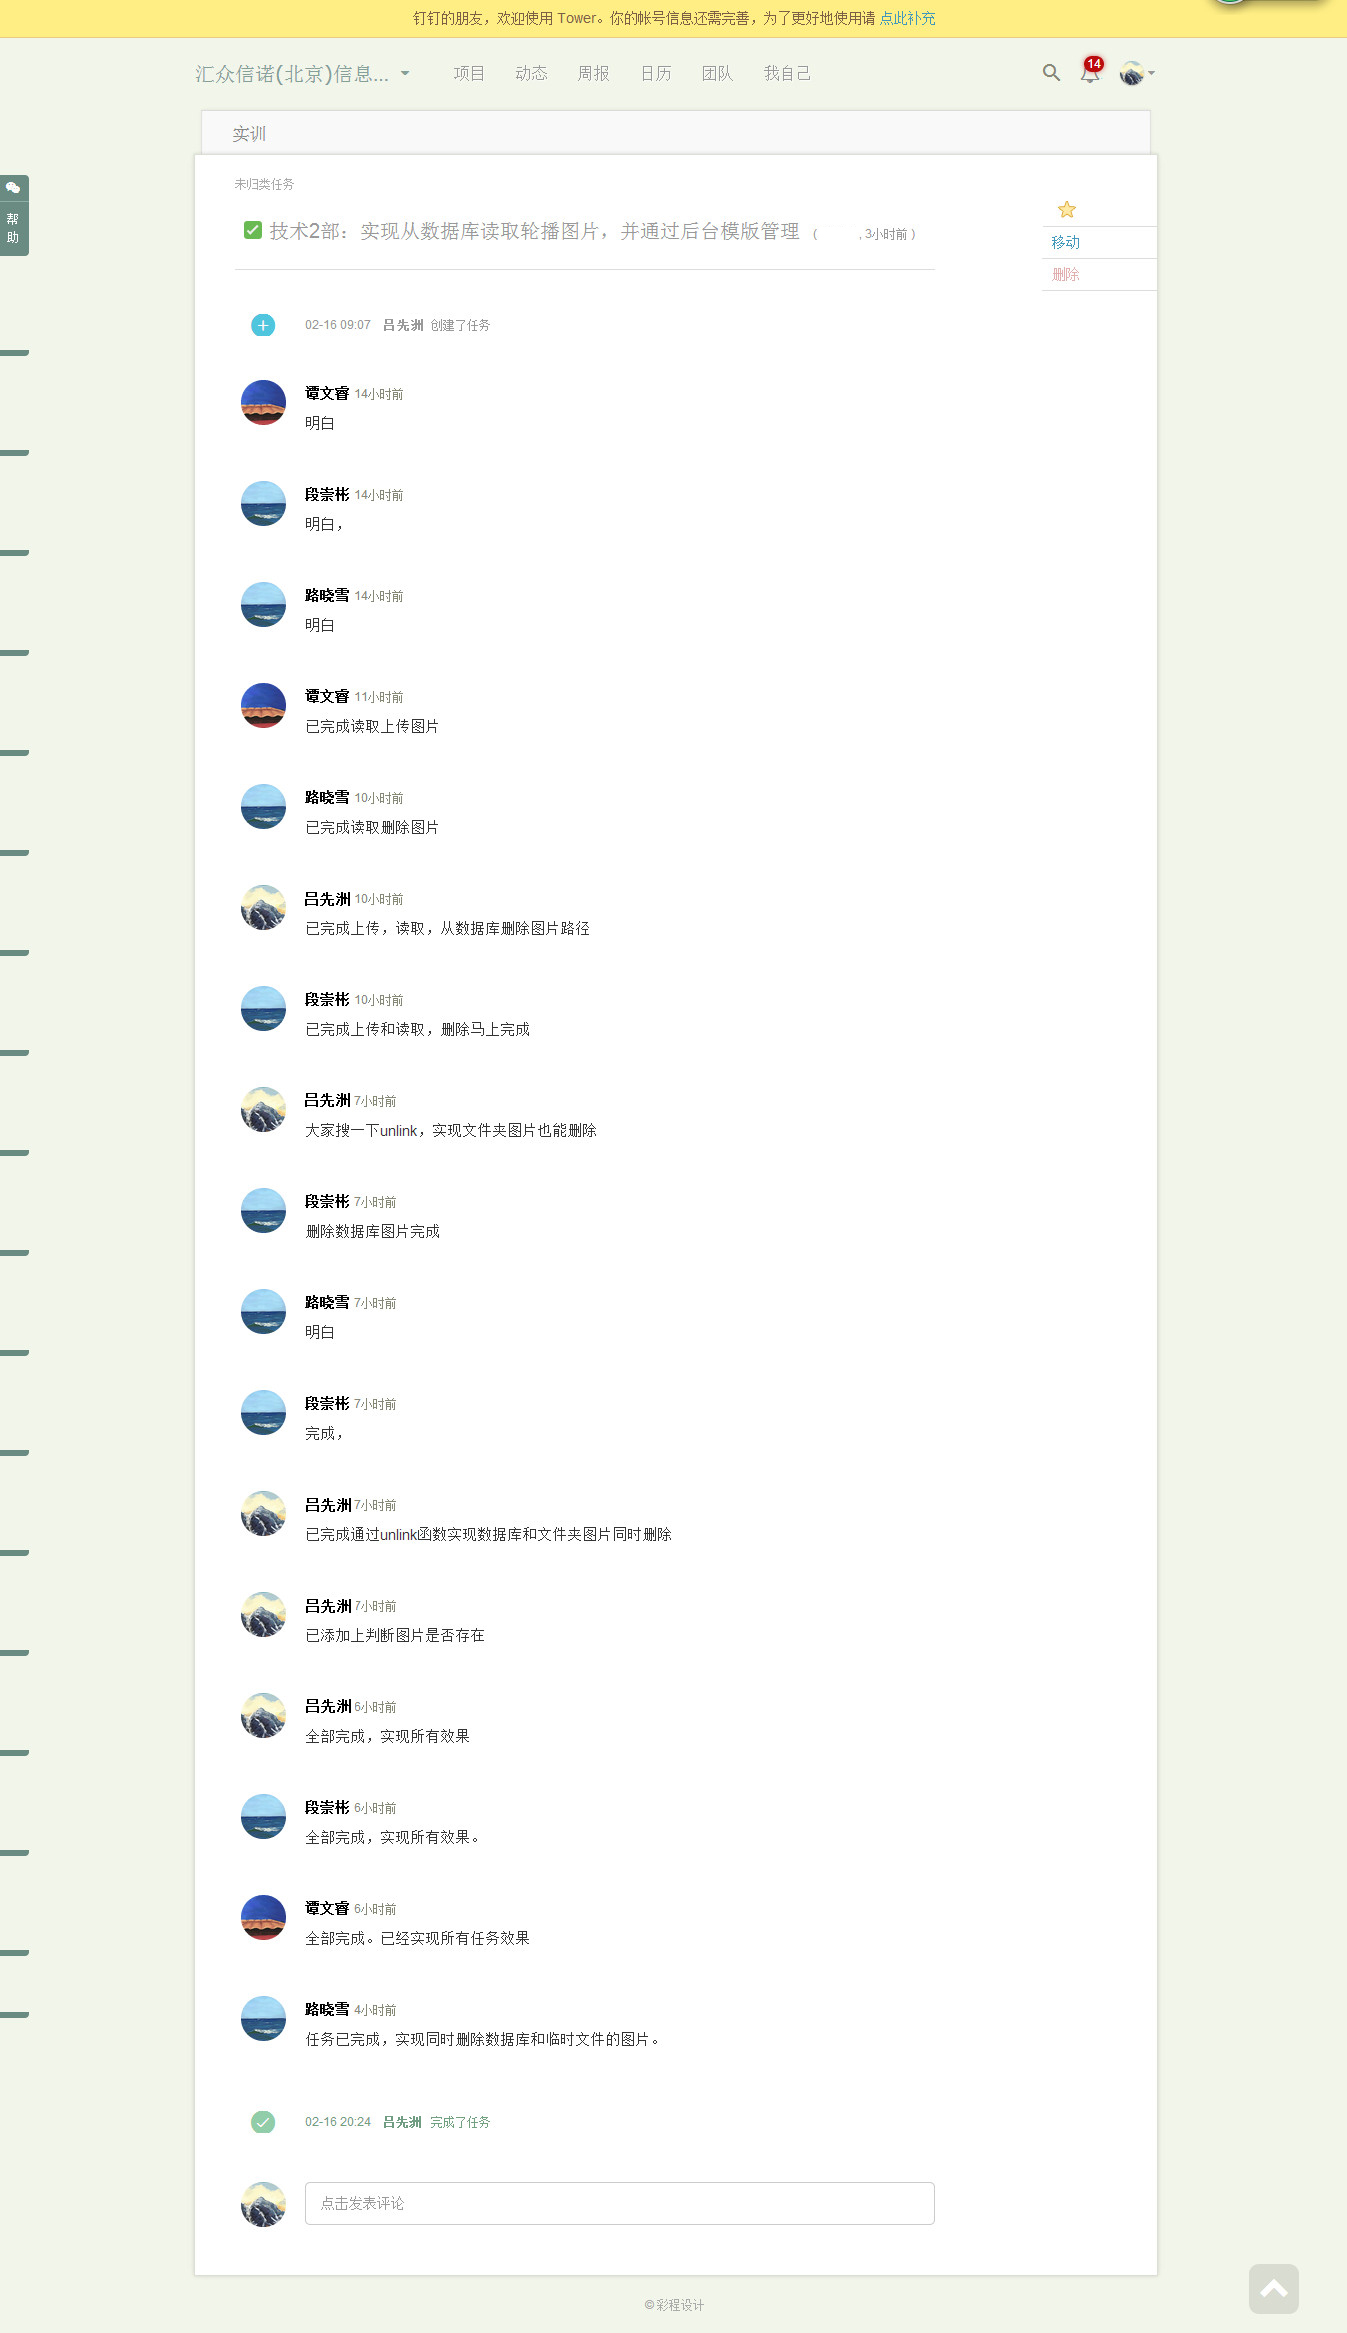 钉钉的朋友，欢迎使用 Tower。你的帐号信息还需完善，为了更好地使用请 点此补充
汇众信诺(北京)信息... 项目 动态 周报 日历 团队 我自己 14
实训
帮
助
未归类任务
技术2部：实现从数据库读取轮播图片，并通过后台模版管理 ( , 3小时前 )
移动
删除
02-16 09:07 吕先洲 创建了任务
谭文睿 14小时前
明白
段崇彬 14小时前
明白，
路晓雪 14小时前
明白
谭文睿 11小时前
已完成读取上传图片
路晓雪 10小时前
已完成读取删除图片
吕先洲 10小时前
已完成上传，读取，从数据库删除图片路径
段崇彬 10小时前
已完成上传和读取，删除马上完成
吕先洲 7小时前
大家搜一下unlink，实现文件夹图片也能删除
段崇彬 7小时前
删除数据库图片完成
路晓雪 7小时前
明白
段崇彬 7小时前
完成，
吕先洲 7小时前
已完成通过unlink函数实现数据库和文件夹图片同时删除
吕先洲 7小时前
已添加上判断图片是否存在
吕先洲 6小时前
全部完成，实现所有效果
段崇彬 6小时前
全部完成，实现所有效果。
谭文睿 6小时前
全部完成。已经实现所有任务效果
路晓雪 4小时前
任务已完成，实现同时删除数据库和临时文件的图片。
02-16 20:24 吕先洲 完成了任务
点击发表评论
© 彩程设计